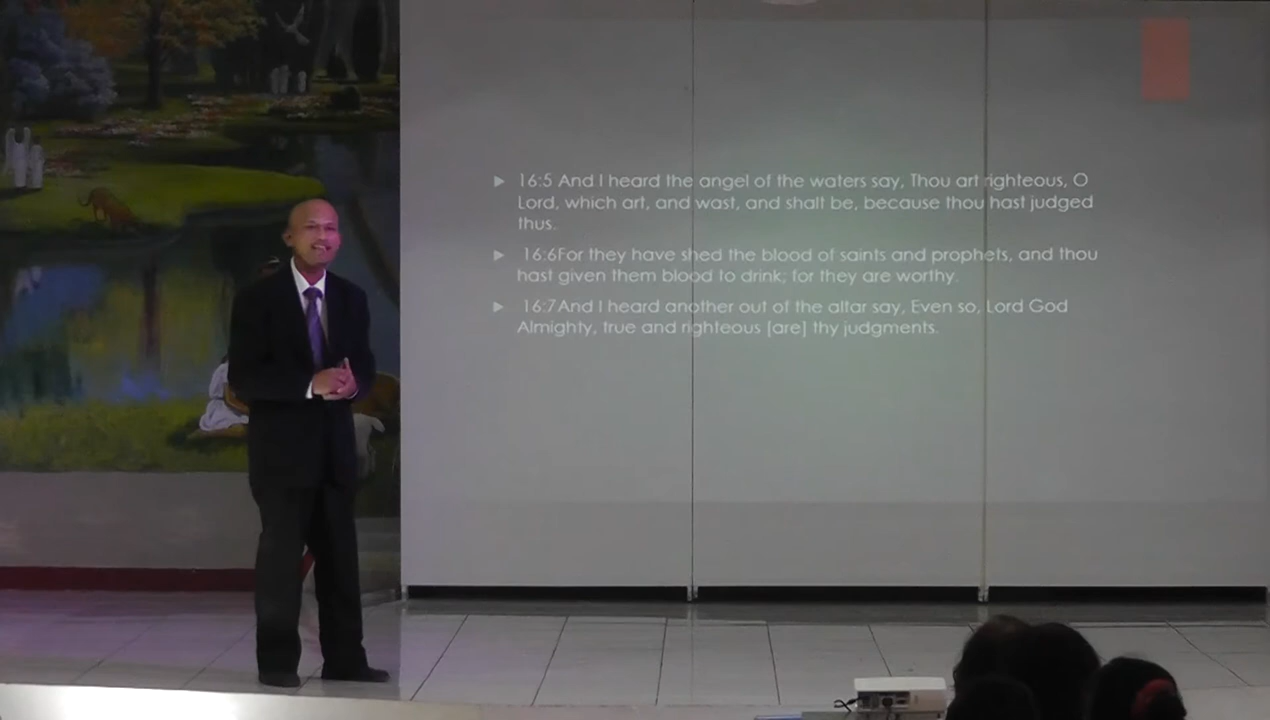 16:5 And I heard the angel of the waters say, Thou art righteous, O
Lord, which art, and wast, and shalt be, because thou hast judged
thus.
16:6For they have shed the blood of saints and prophets, and thou
hast given them blood to drink; for they are worthy.
16:7And I heard another out of the altar say, Even so, Lord God
Almighty, true and righteous [are] thy judgments.